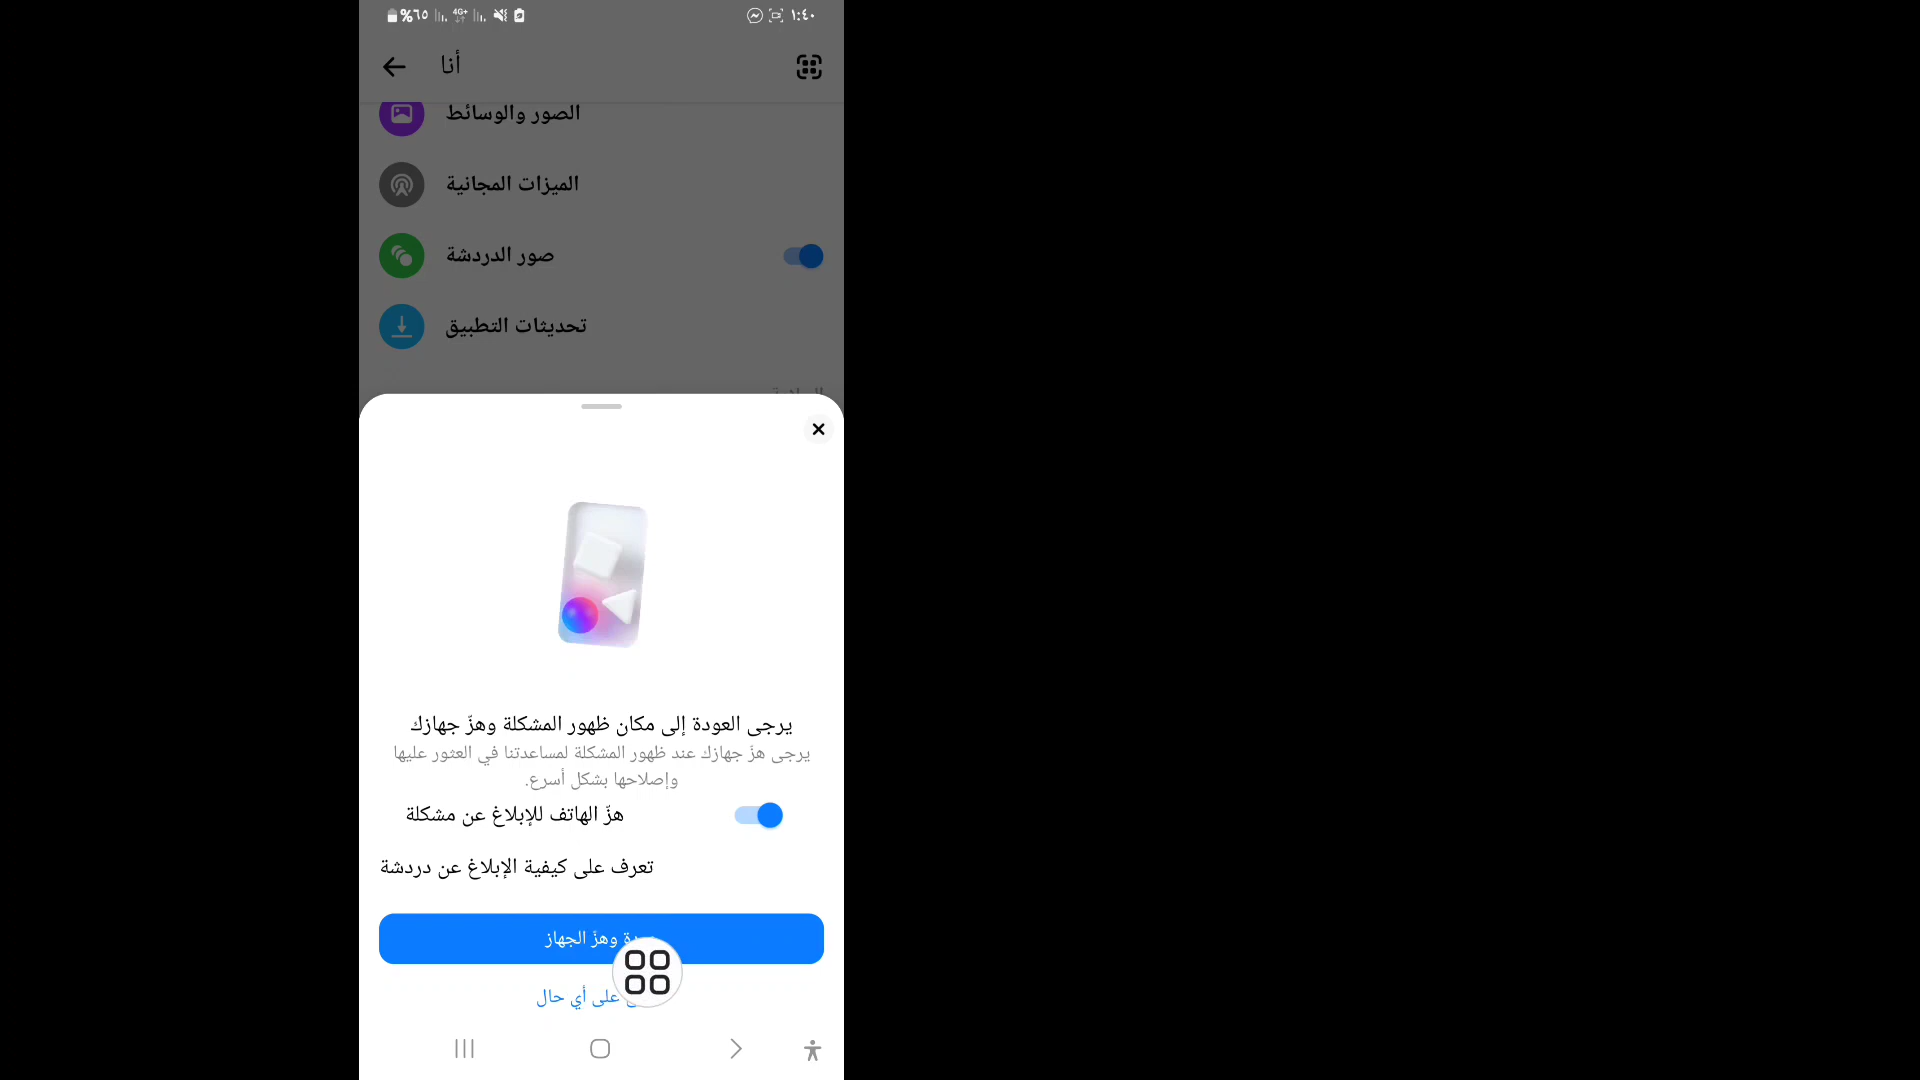 %٦٥ 4G+ ١:٤٠
أنا
الصور والوسائط
الميزات المجانية
صور الدردشة
تحديثات التطبيق
يرجى العودة إلى مكان ظهور المشكلة وهزّ جهازك
يرجى هزّ جهازك عند ظهور المشكلة لمساعدتنا في العثور عليها
وإصلاحها بشكل أسرع.
هزّ الهاتف للإبلاغ عن مشكلة
تعرف على كيفية الإبلاغ عن دردشة
وهزّ الجهاز
على أي حال